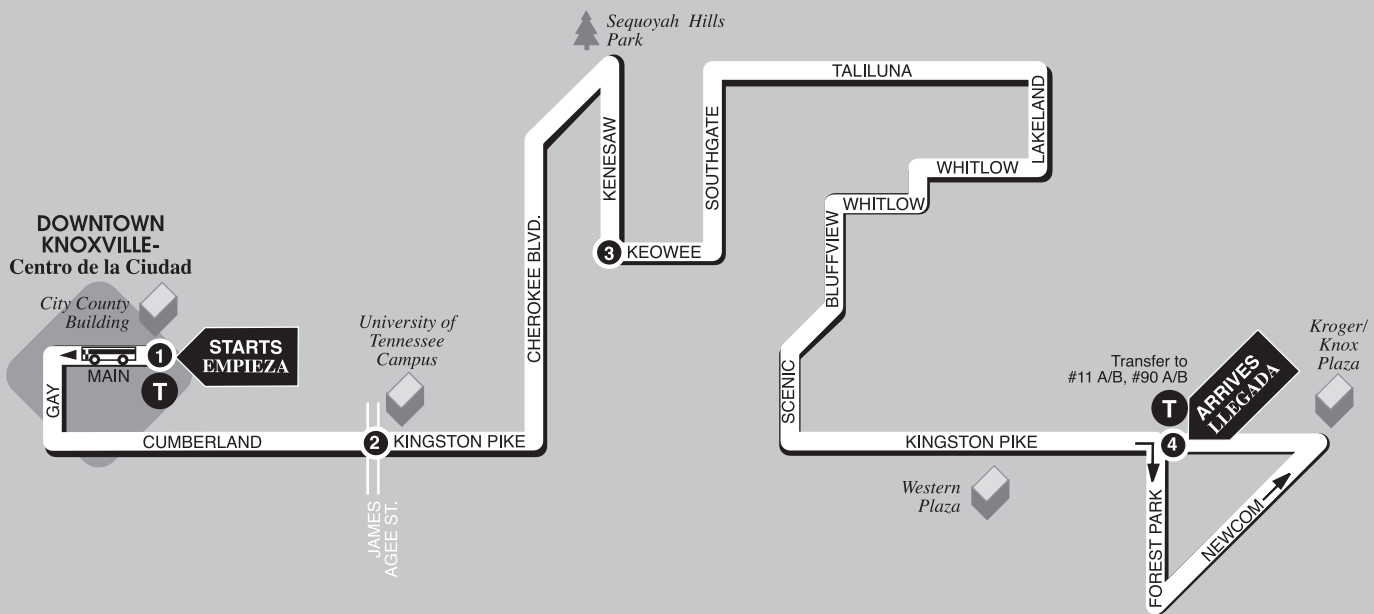 Sequoyah Hills
Park
TALILUNA
LAKELAND
KENESAW
SOUTHGATE
WHITLOW
WHITLOW
CHEROKEE BLVD.
BLUFFVIEW
3
KEOWEE
DOWNTOWN
KNOXVILLE-
Centro de la Ciudad
City County
Building
1
STARTS
EMPIEZA
MAIN
T
GAY
University of
Tennessee
Campus
CUMBERLAND
2
KINGSTON PIKE
JAMES
AGEE ST.
SCENIC
KINGSTON PIKE
Western
Plaza
Transfer to
#11 A/B, #90 A/B
T
ARRIVES
LLEGADA
4
Kroger/
Knox
Plaza
FOREST PARK
NEWCOM